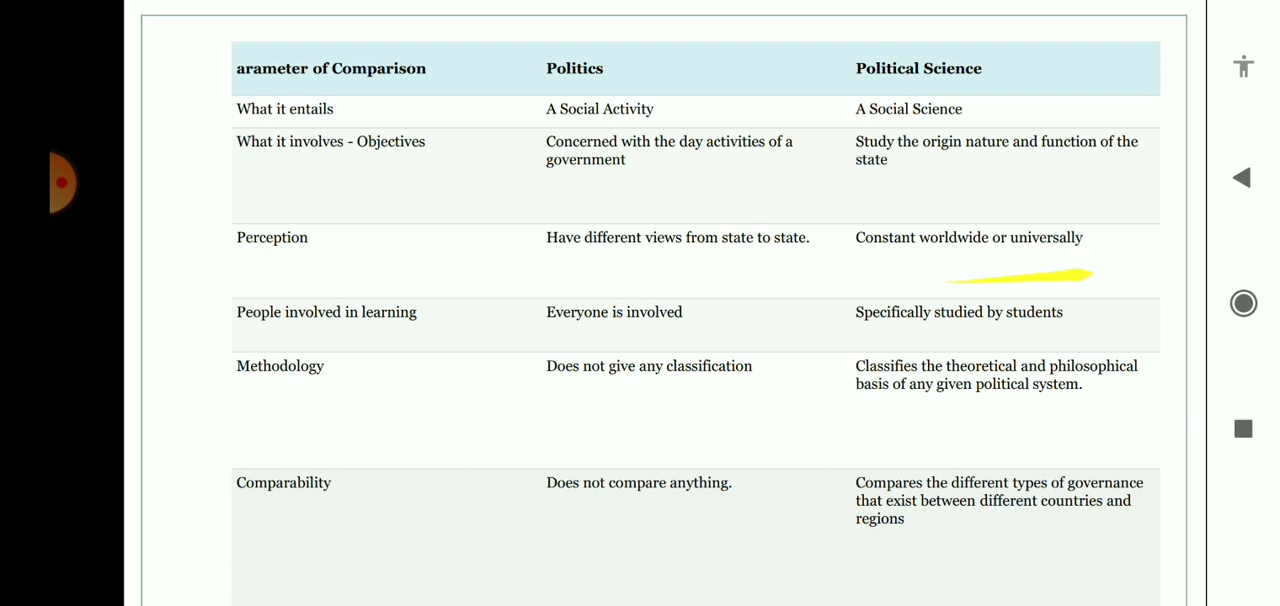 arameter of Comparison Politics Political Science
What it entails A Social Activity A Social Science
What it involves - Objectives Concerned with the day activities of a Study the origin nature and function of the
government state
Perception Have different views from state to state. Constant worldwide or universally
People involved in learning Everyone is involved Specifically studied by students
Methodology Does not give any classification Classifies the theoretical and philosophical
basis of any given political system.
Comparability Does not compare anything. Compares the different types of governance
that exist between different countries and
regions